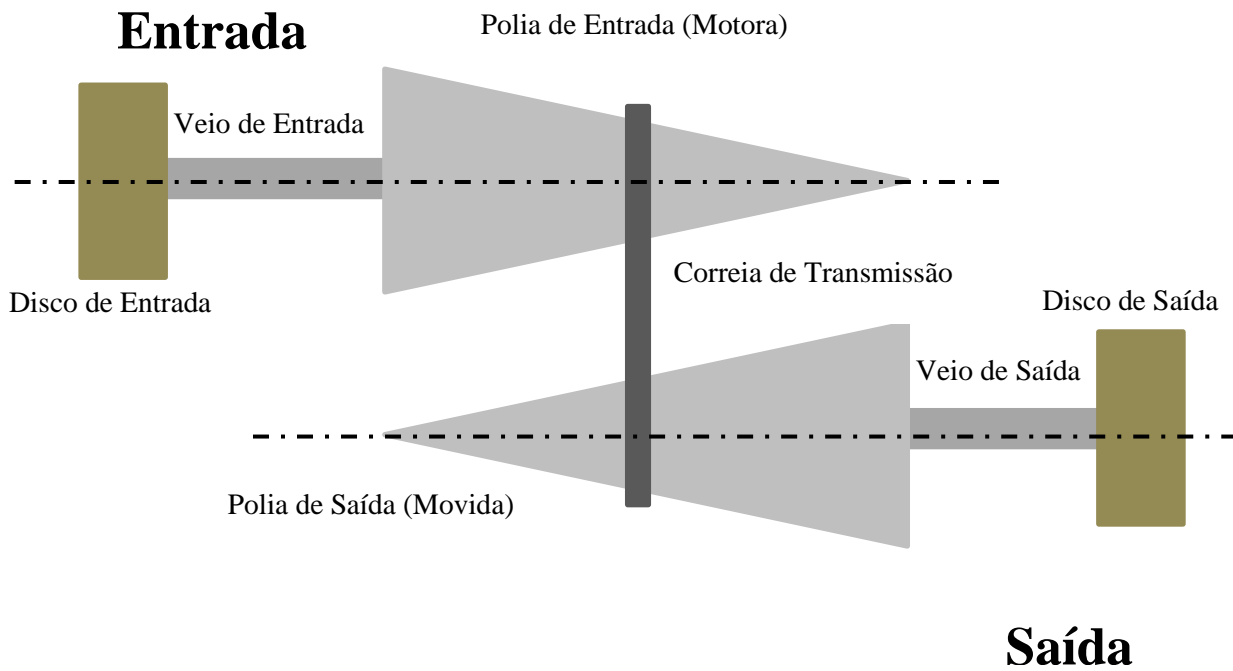 Entrada
Polia de Entrada (Motora)
Veio de Entrada
Disco de Entrada
Correia de Transmissão
Disco de Saída
Veio de Saída
Polia de Saída (Movida)
Saída